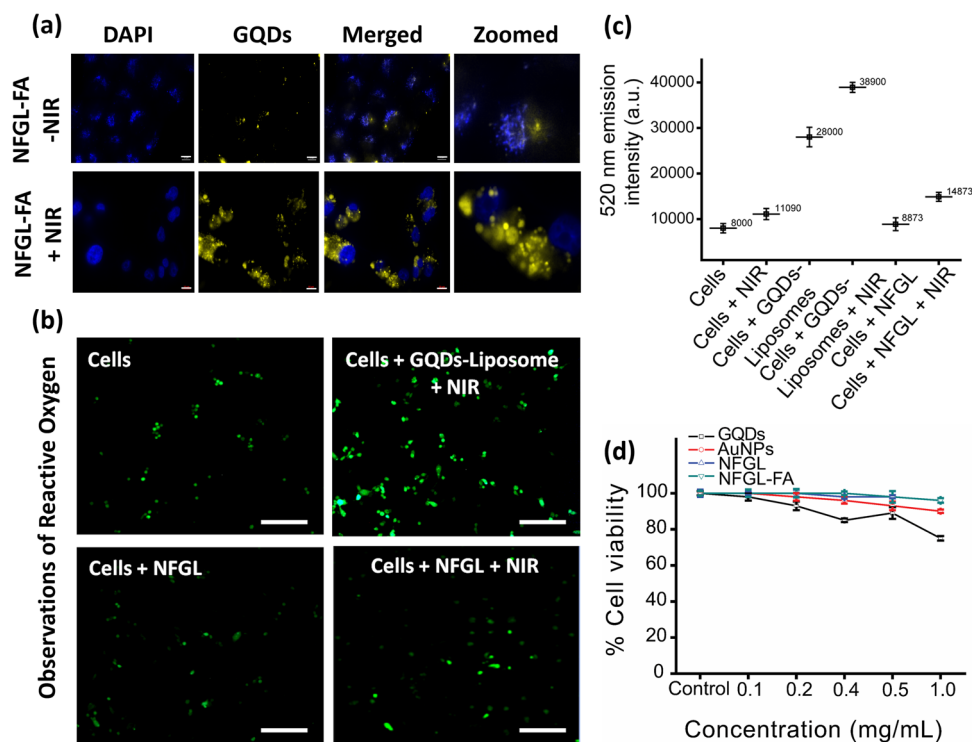 (a)
DAPI GQDs Merged Zoomed
NFGL-FA
-NIR
NFGL-FA
+ NIR
(b)
Observations of Reactive Oxygen
Cells
Cells + GQDs-Liposome
+ NIR
Cells + NFGL
Cells + NFGL + NIR
(c)
520 nm emission
intensity (a.u.)
40000
30000
20000
10000
8000
11090
28000
38900
8873
14873
Cells
Cells + NIR
Cells + GQDs-
Liposomes
Cells + GQDs-
Liposomes + NIR
Cells + NFGL
Cells + NFGL + NIR
(d)
GQDs
AuNPs
NFGL
NFGL-FA
% Cell viability
100
80
60
40
20
0
Control 0.1 0.2 0.4 0.5 1.0
Concentration (mg/mL)